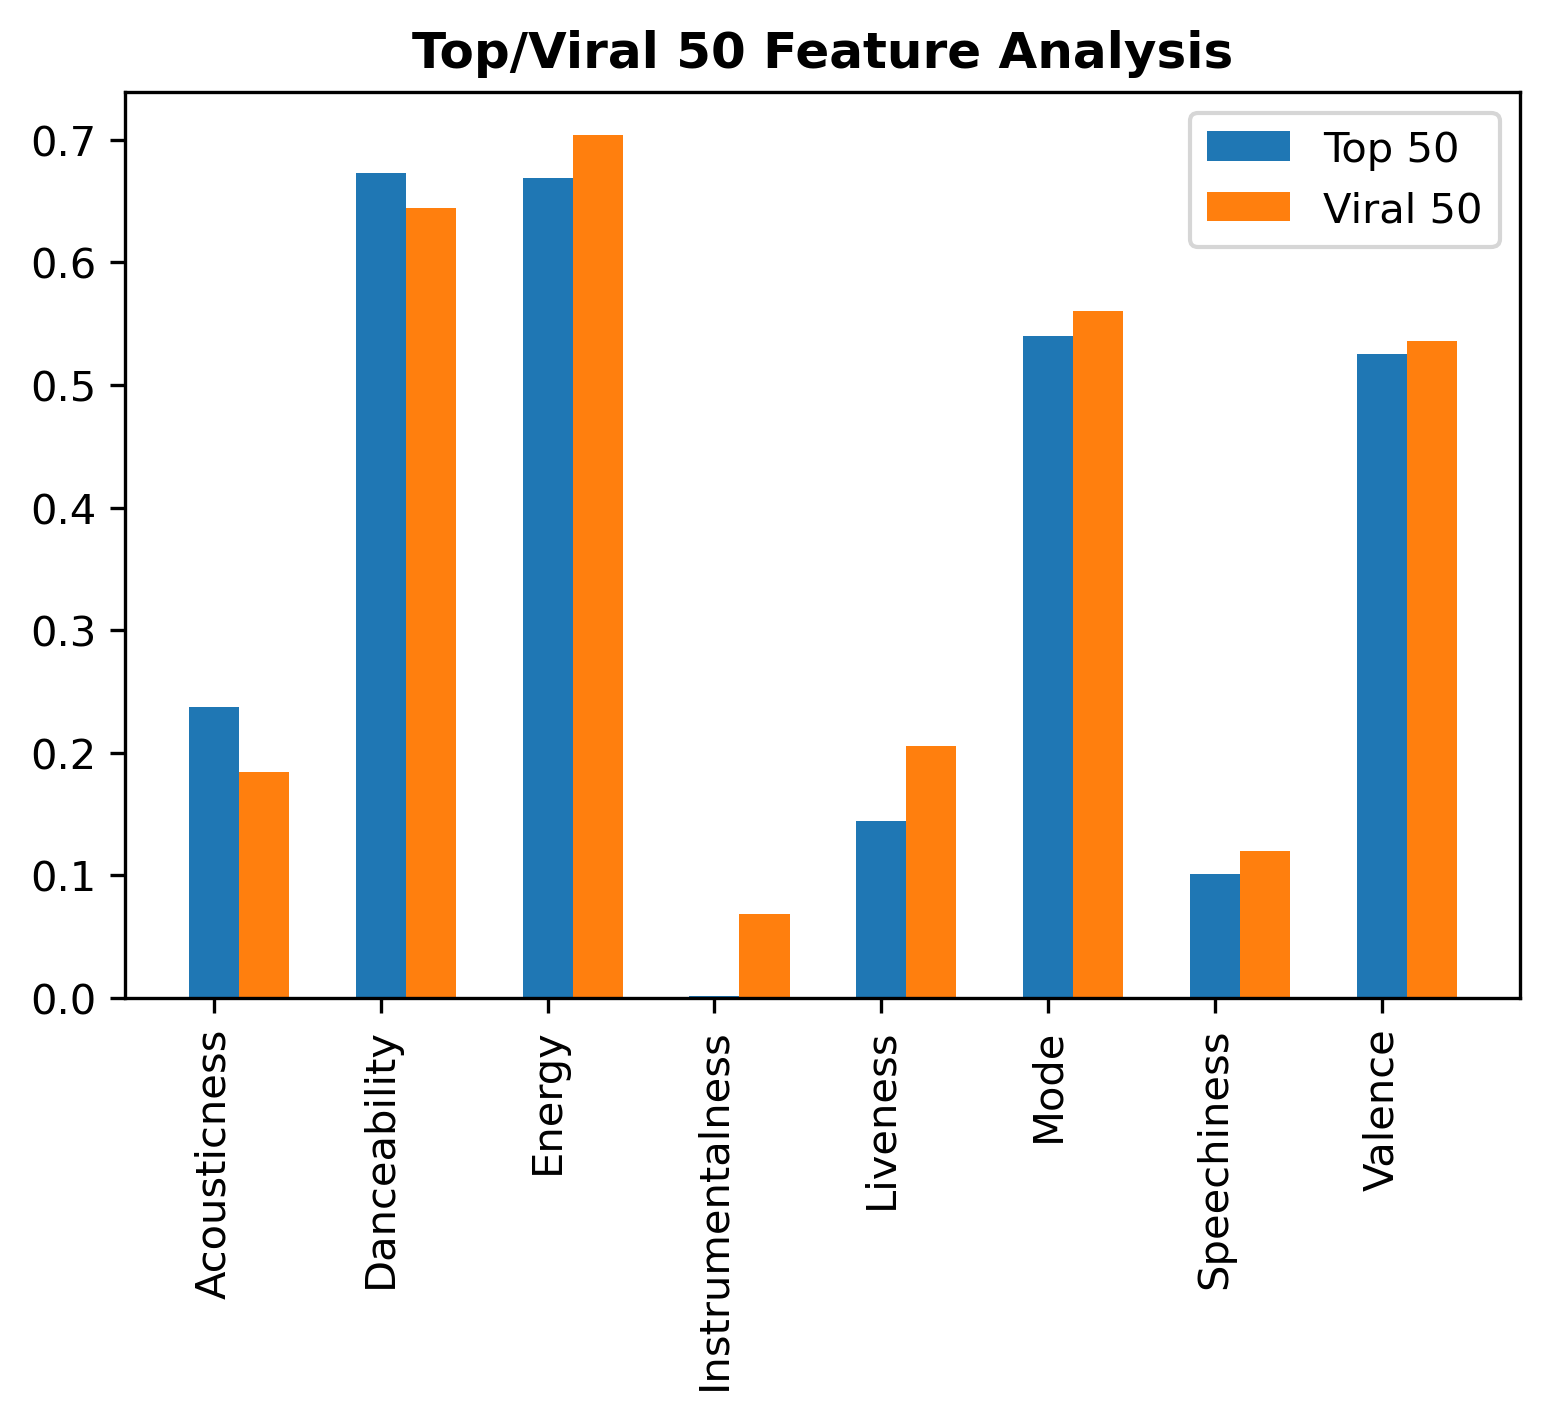 Top/Viral 50 Feature Analysis
Top 50
Viral 50
0.7
0.6
0.5
0.4
0.3
0.2
0.1
0.0
Acousticness
Danceability
Energy
Instrumentalness
Liveness
Mode
Speechiness
Valence